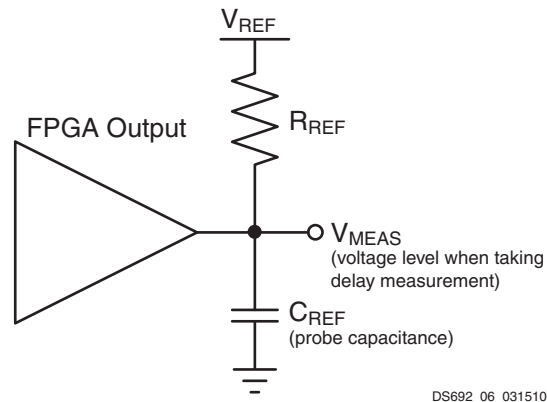 VREF
FPGA Output
RREF
VMEAS
(voltage level when taking
delay measurement)
CREF
(probe capacitance)
DS692_06_031510